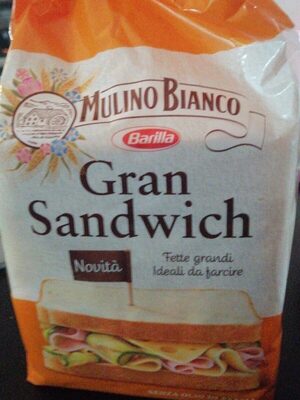 MULINO BIANCO
Barilla
Gran
Sandwich
Novità
Fette grandi
Ideali da farcire